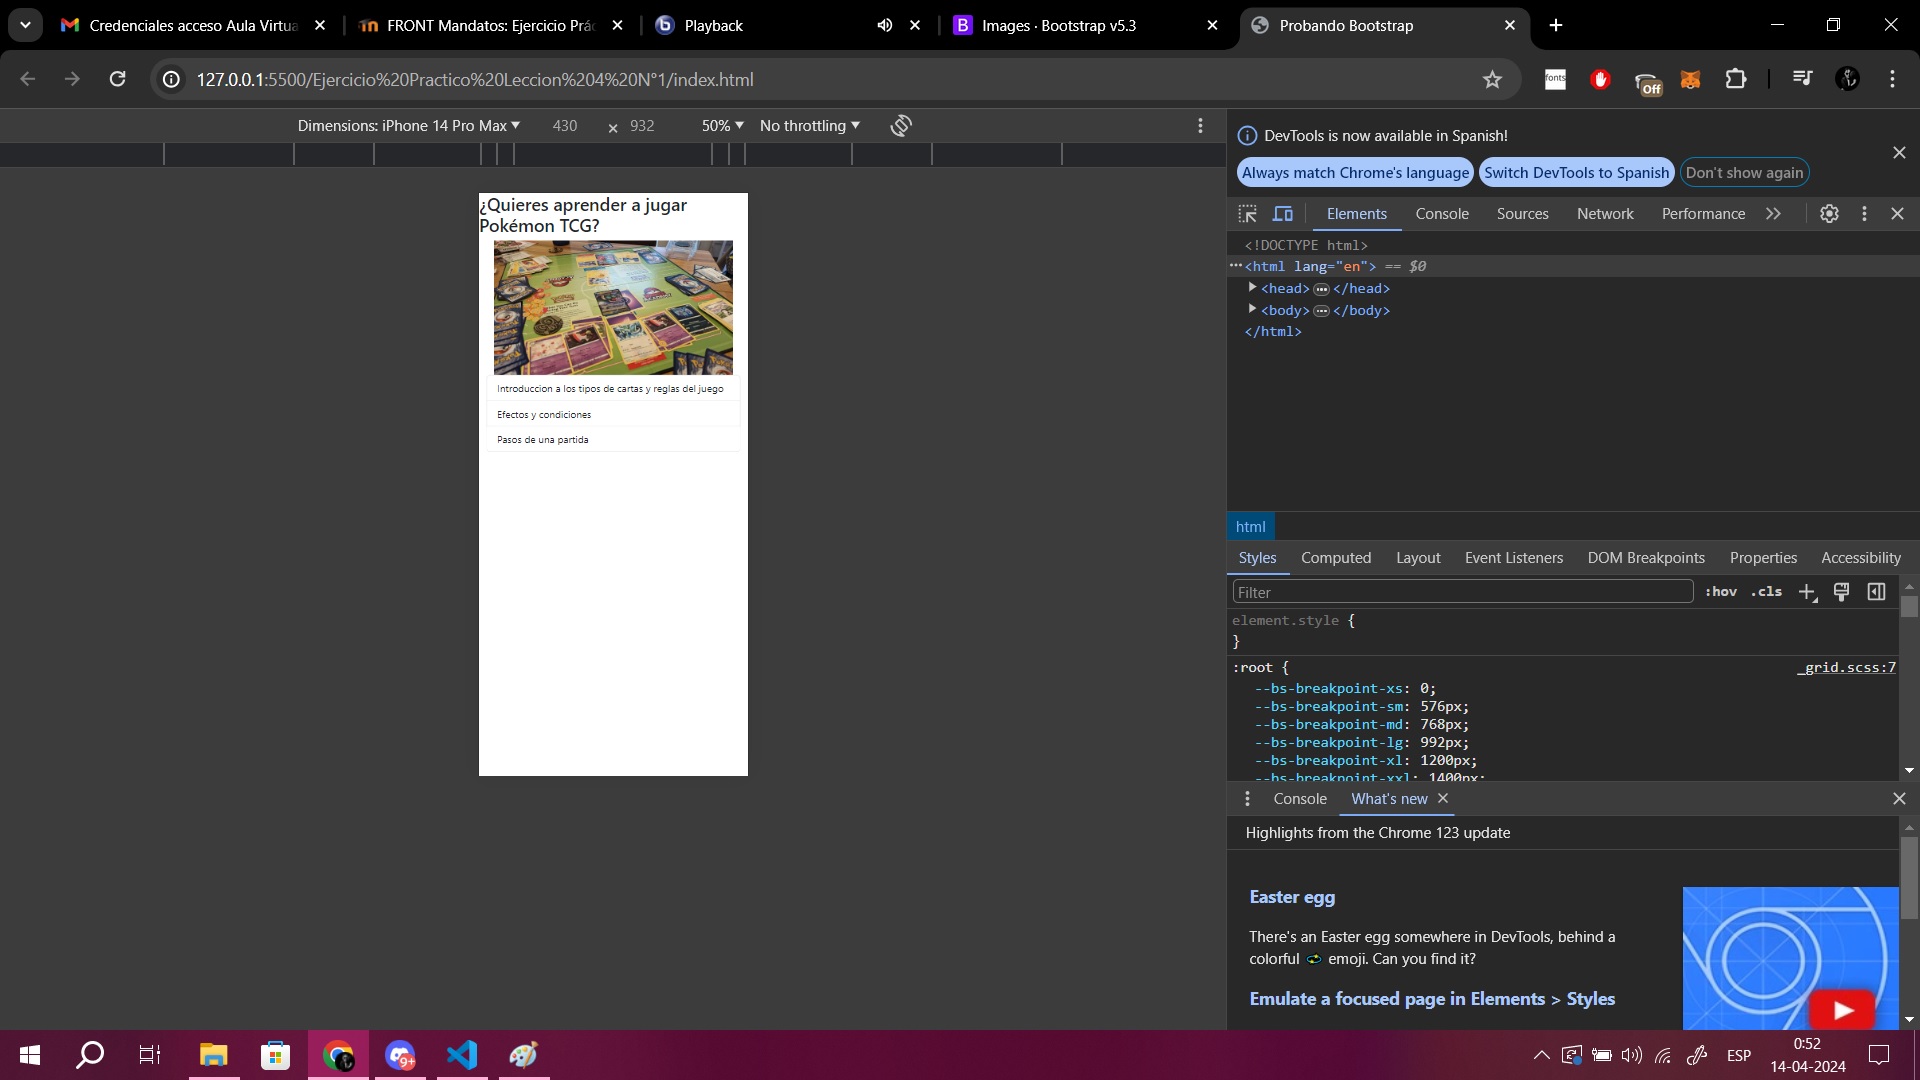 Credenciales acceso Aula Virtua
FRONT Mandatos: Ejercicio Prác
Playback
Images · Bootstrap v5.3
Probando Bootstrap
127.0.0.1:5500/Ejercicio%20Practico%20Leccion%204%20N°1/index.html
fonts
Off
Dimensions: iPhone 14 Pro Max
430 × 932
50%
No throttling
¿Quieres aprender a jugar
Pokémon TCG?
Introduccion a los tipos de cartas y reglas del juego
Efectos y condiciones
Pasos de una partida
DevTools is now available in Spanish!
Always match Chrome's language
Switch DevTools to Spanish
Don't show again
Elements
Console
Sources
Network
Performance
<!DOCTYPE html>
<html lang="en"> == $0
<head> </head>
<body> </body>
</html>
html
Styles
Computed
Layout
Event Listeners
DOM Breakpoints
Properties
Accessibility
Filter
:hov .cls
element.style {
}
:root {
_grid.scss:7
--bs-breakpoint-xs: 0;
--bs-breakpoint-sm: 576px;
--bs-breakpoint-md: 768px;
--bs-breakpoint-lg: 992px;
--bs-breakpoint-xl: 1200px;
--bs-breakpoint-xxl: 1400px;
Console
What's new
Highlights from the Chrome 123 update
Easter egg
There's an Easter egg somewhere in DevTools, behind a
colorful emoji. Can you find it?
Emulate a focused page in Elements > Styles
9+
ESP
0:52
14-04-2024